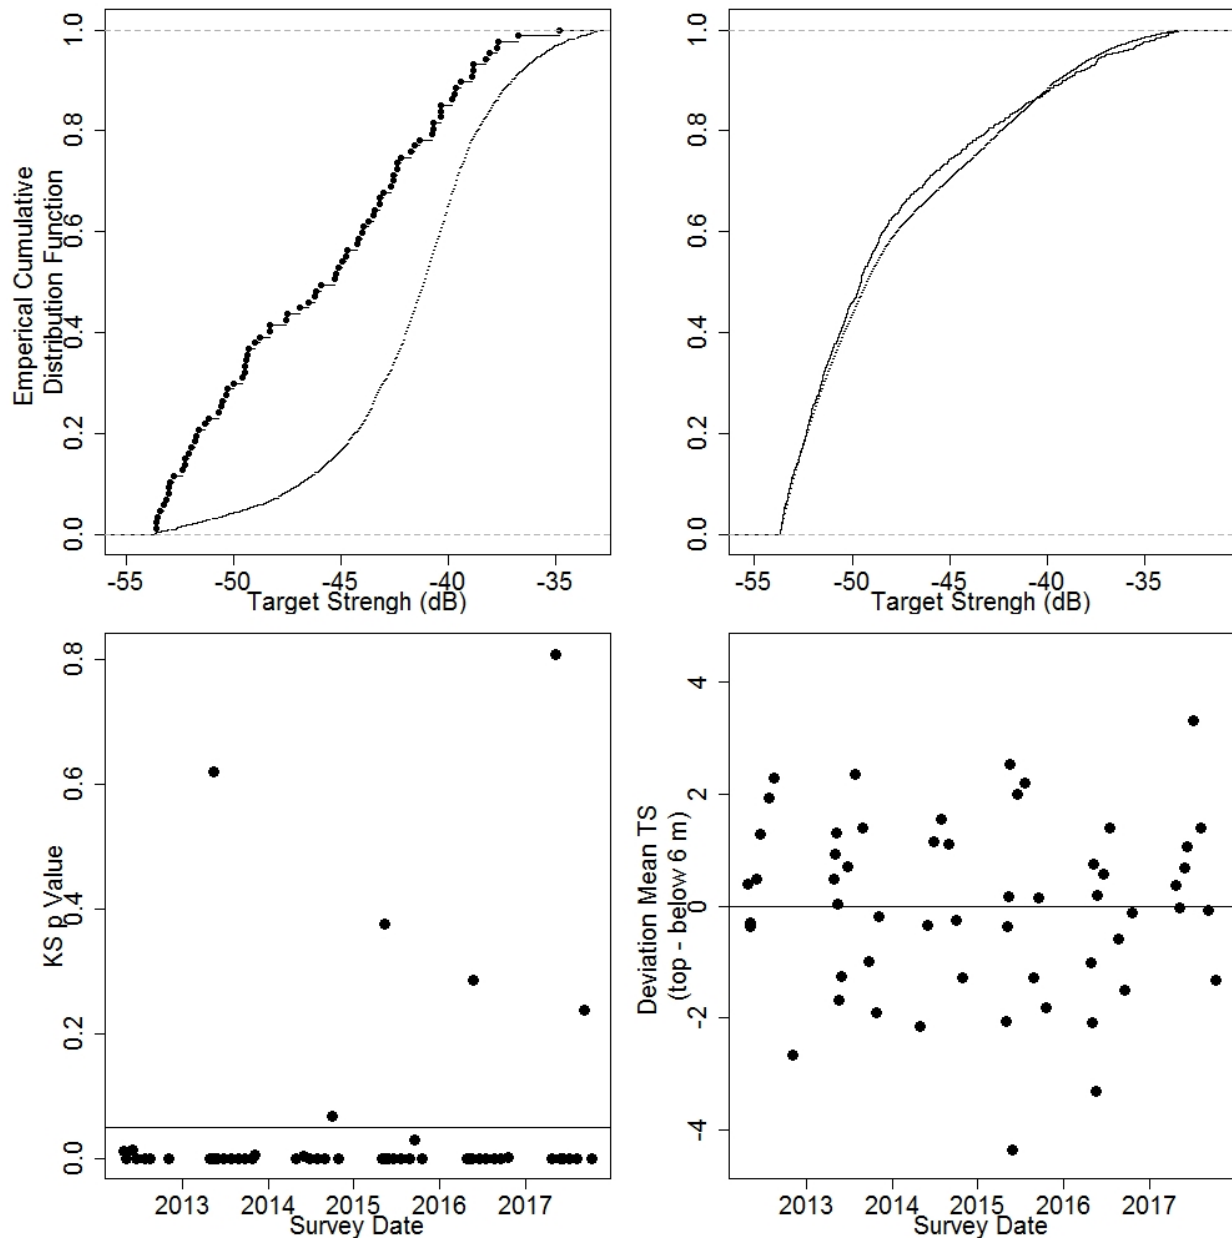 Emperical Cumulative
Distribution Function
0.0 0.2 0.4 0.6 0.8 1.0
-55 -50 -45 -40 -35
Target Strengh (dB)
0.0 0.2 0.4 0.6 0.8 1.0
-55 -50 -45 -40 -35
Target Strengh (dB)
KS p Value
0.0 0.2 0.4 0.6 0.8
2013 2014 2015 2016 2017
Survey Date
Deviation Mean TS
(top - below 6 m)
-4 -2 0 2 4
2013 2014 2015 2016 2017
Survey Date